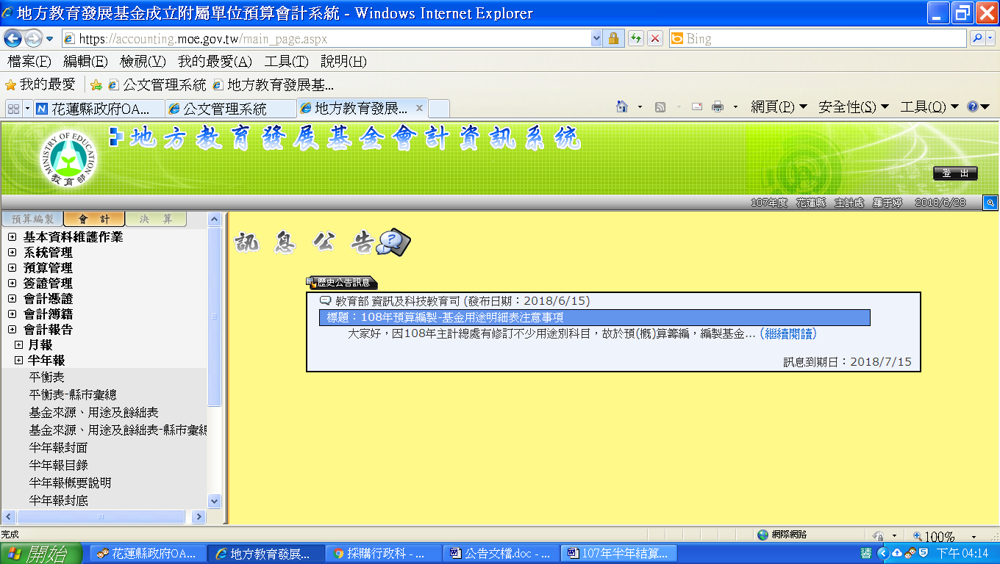 地方教育發展基金成立附屬單位預算會計系統 - Windows Internet Explorer
https://accounting.moe.gov.tw/main_page.aspx
Bing
檔案(F) 編輯(E) 檢視(V) 我的最愛(A) 工具(T) 說明(H)
我的最愛 公文管理系統 地方教育發展基...
花蓮縣政府OA... 公文管理系統 地方教育發展... 網頁(P) 安全性(S) 工具(O)
MINISTRY OF EDUCATION
教育部
地方教育發展基金會計資訊系統
登 出
107年度 花蓮縣 主計處 羅于婷 2018/6/28
預算編製 會 計 決 算
基本資料維護作業
系統管理
預算管理
簽證管理
會計憑證
會計簿籍
會計報告
月報
半年報
平衡表
平衡表-縣市彙總
基金來源、用途及餘絀表
基金來源、用途及餘絀表-縣市彙總
半年報封面
半年報目錄
半年報概要說明
半年報封底
訊息公告
歷史公告訊息
教育部 資訊及科技教育司 (發布日期：2018/6/15)
標題：108年預算編製-基金用途明細表注意事項
大家好，因108年主計總處有修訂不少用途別科目，故於預(概)算籌編，編製基金... (繼續閱讀)
訊息到期日：2018/7/15
完成 網際網路 100%
開始 花蓮縣政府OA... 地方教育發展... 採購行政科 - ... 公告文檔.doc - ... 107年半年結算... 下午 04:14